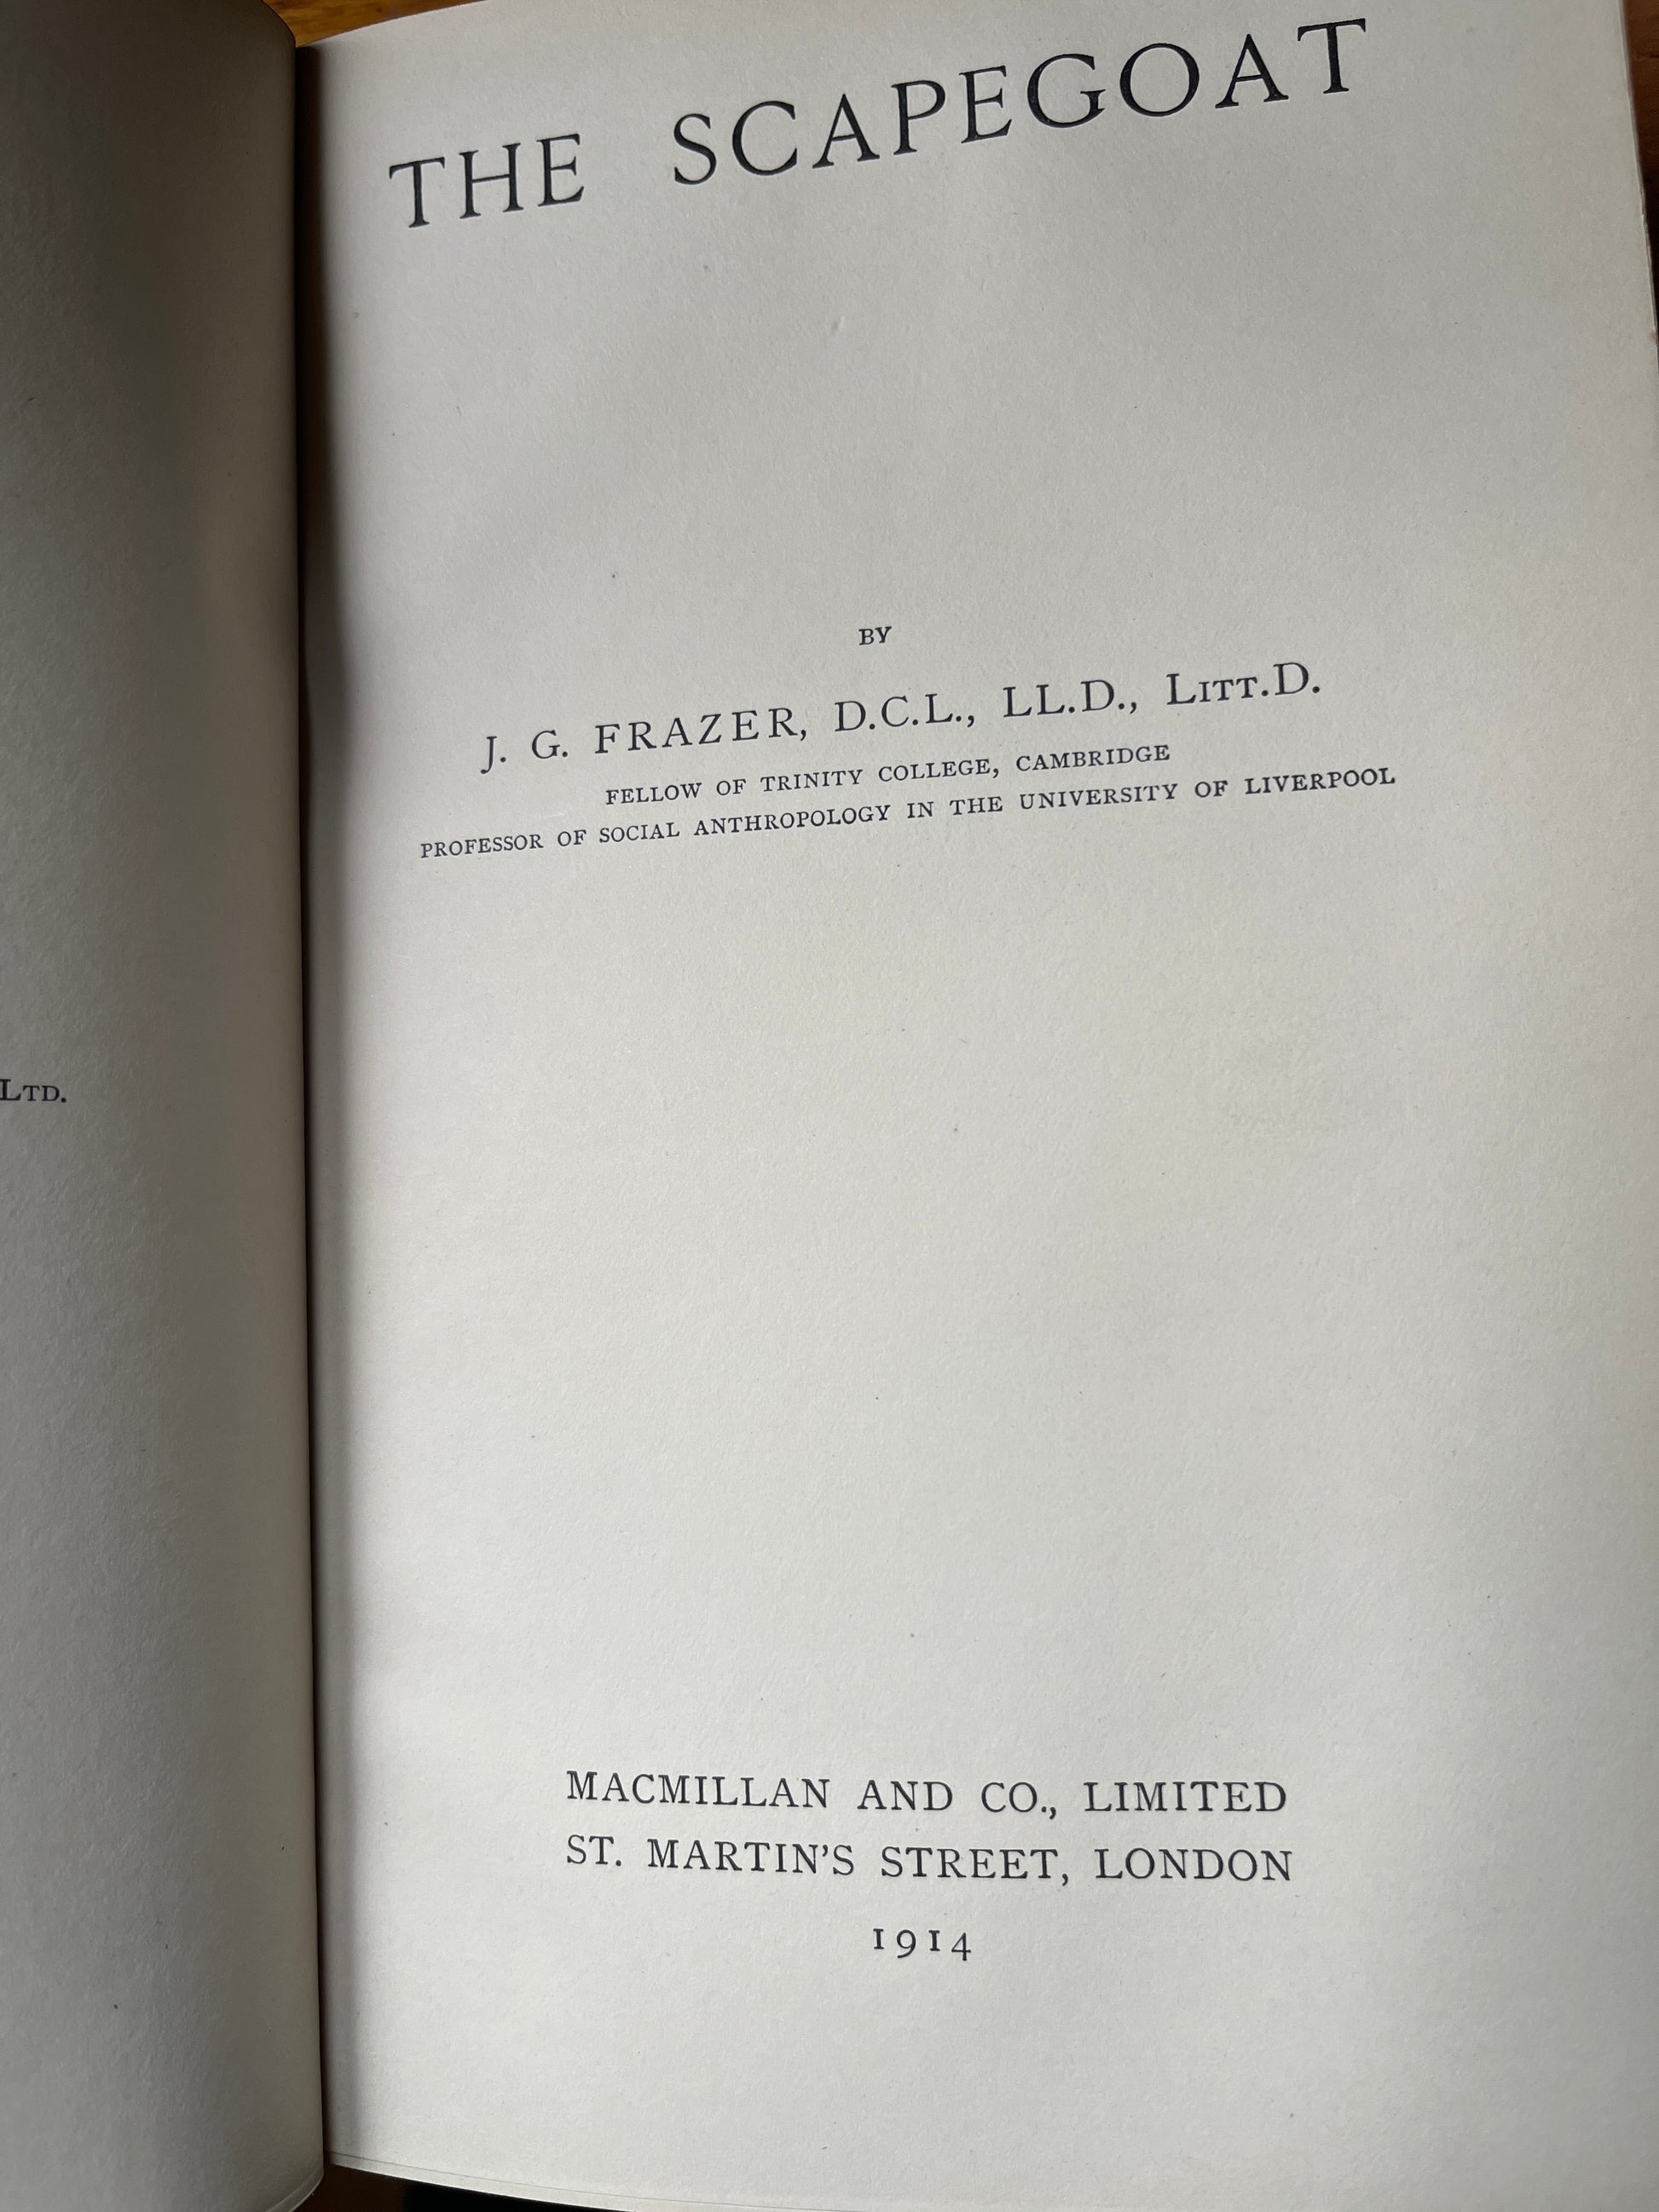 THE SCAPEGOAT
BY
J. G. FRAZER, D.C.L., LL.D., LITT.D.
FELLOW OF TRINITY COLLEGE, CAMBRIDGE
PROFESSOR OF SOCIAL ANTHROPOLOGY IN THE UNIVERSITY OF LIVERPOOL
LTD.
MACMILLAN AND CO., LIMITED
ST. MARTIN'S STREET, LONDON
1914